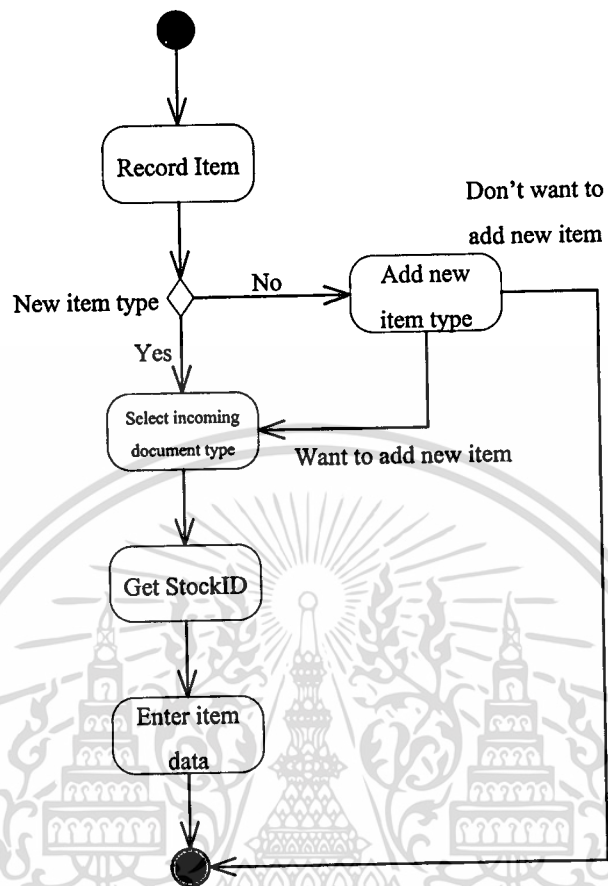 Record Item
Don't want to
add new item
New item type
No
Add new
item type
Yes
Select incoming
document type
Want to add new item
Get StockID
Enter item
data